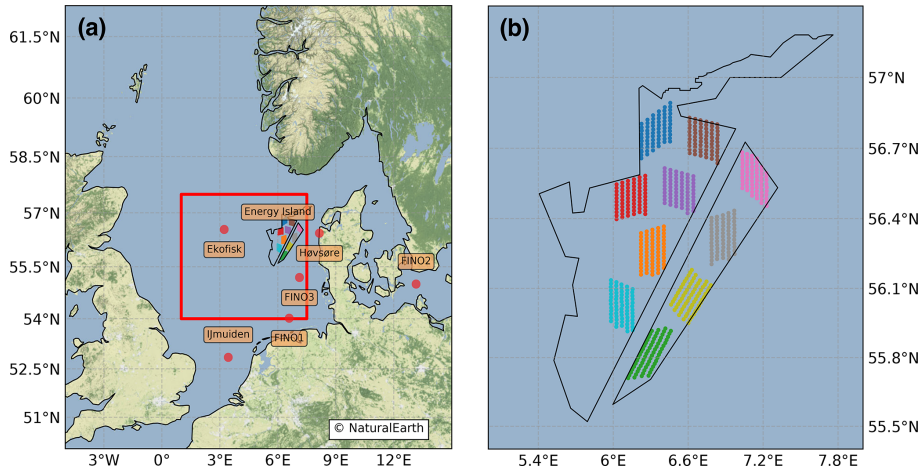 (a)
61.5°N
60°N
58.5°N
57°N
55.5°N
54°N
52.5°N
51°N
3°W
0°
3°E
6°E
9°E
12°E
Energy Island
Ekofisk
Høvsøre
FINO2
FINO3
IJmuiden
FINO1
© NaturalEarth
(b)
57°N
56.7°N
56.4°N
56.1°N
55.8°N
55.5°N
5.4°E
6°E
6.6°E
7.2°E
7.8°E